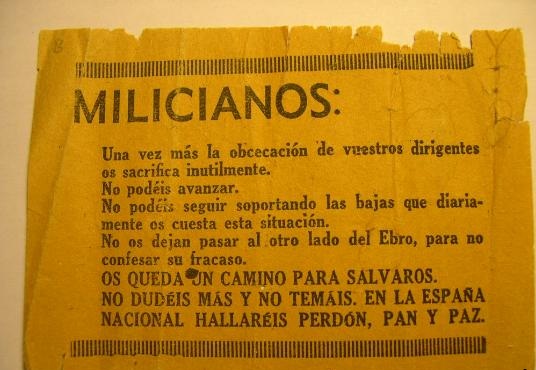 8
MILICIANOS:
Una vez más la obcecación de vuestros dirigentes
os sacrifica inutilmente.
No podéis avanzar.
No podéis seguir soportando las bajas que diaria-
mente os cuesta esta situación.
No os dejan pasar al otro lado del Ebro, para no
confesar su fracaso.
OS QUEDA UN CAMINO PARA SALVAROS.
NO DUDÉIS MÁS Y NO TEMÁIS. EN LA ESPAÑA
NACIONAL HALLARÉIS PERDÓN, PAN Y PAZ.